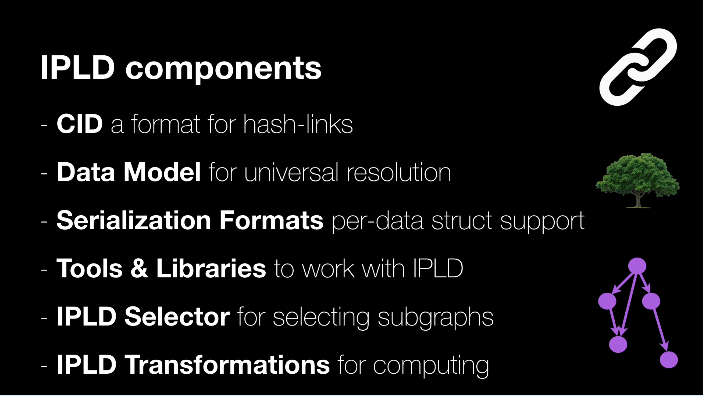 IPLD components
- CID a format for hash-links
- Data Model for universal resolution
- Serialization Formats per-data struct support
- Tools & Libraries to work with IPLD
- IPLD Selector for selecting subgraphs
- IPLD Transformations for computing